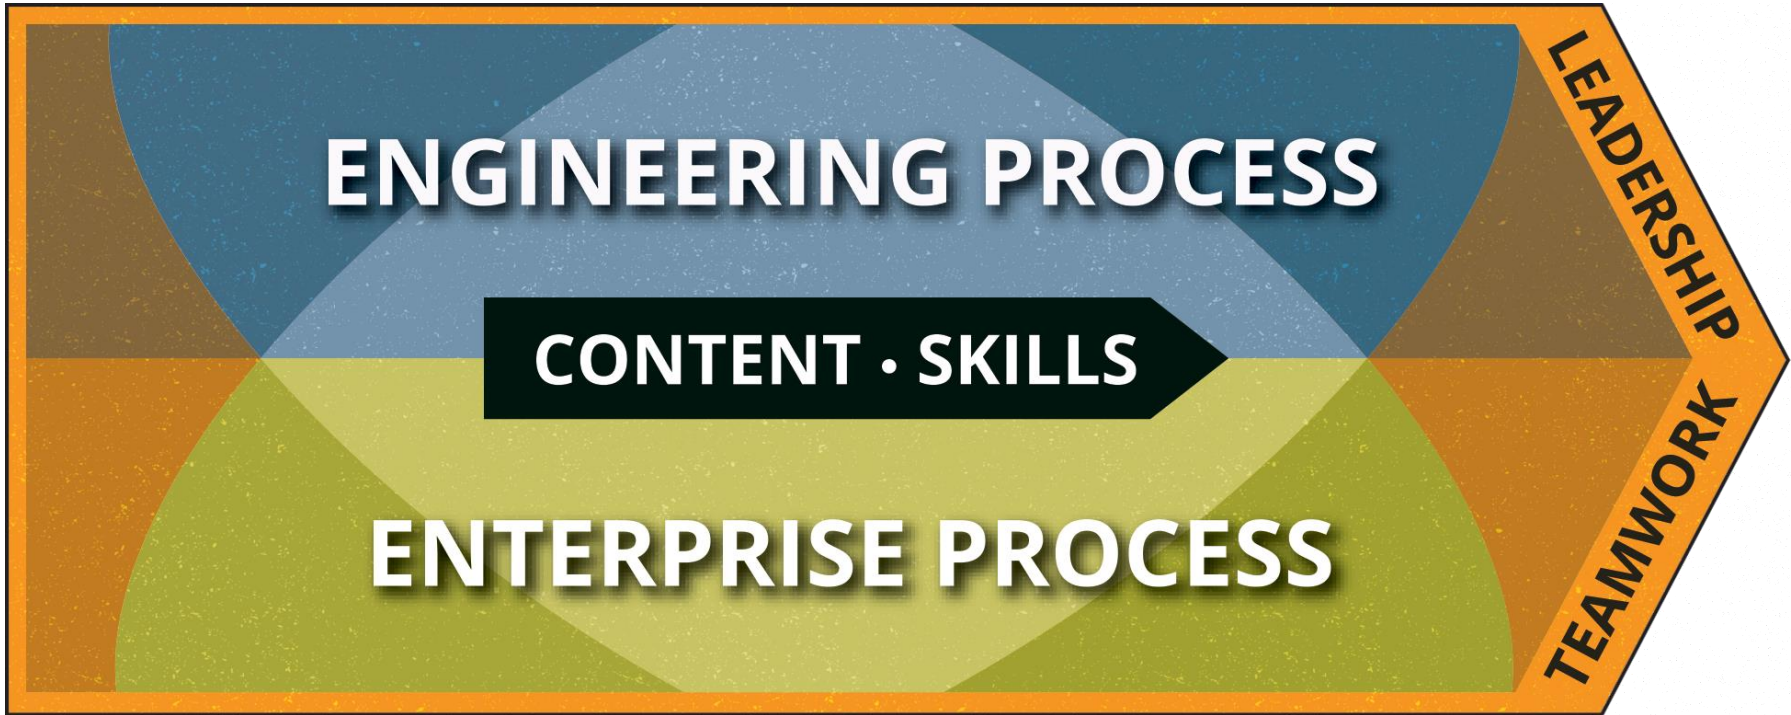 ENGINEERING PROCESS
CONTENT • SKILLS
ENTERPRISE PROCESS
LEADERSHIP
TEAMWORK